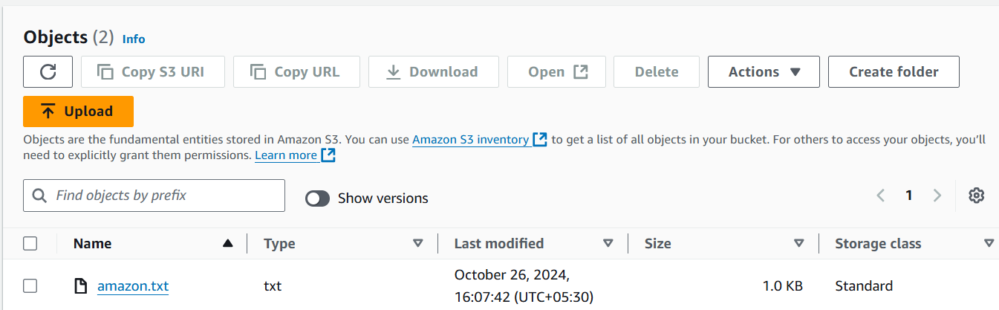 Objects (2) Info
Copy S3 URI Copy URL Download Open Delete Actions Create folder
Upload
Objects are the fundamental entities stored in Amazon S3. You can use Amazon S3 inventory to get a list of all objects in your bucket. For others to access your objects, you’ll
need to explicitly grant them permissions. Learn more
Find objects by prefix Show versions 1
Name Type Last modified Size Storage class
amazon.txt txt October 26, 2024, 1.0 KB Standard
16:07:42 (UTC+05:30)